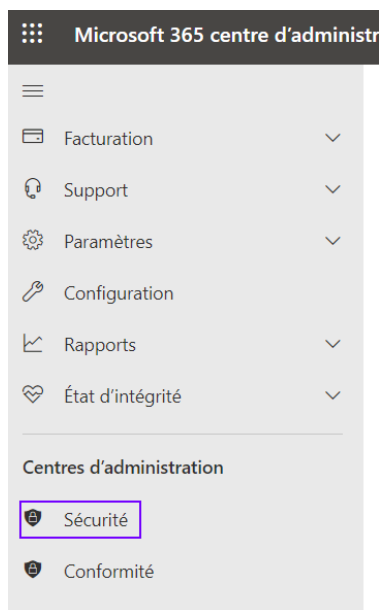 Microsoft 365 centre d'administr
Facturation
Support
Paramètres
Configuration
Rapports
État d'intégrité
Centres d'administration
Sécurité
Conformité